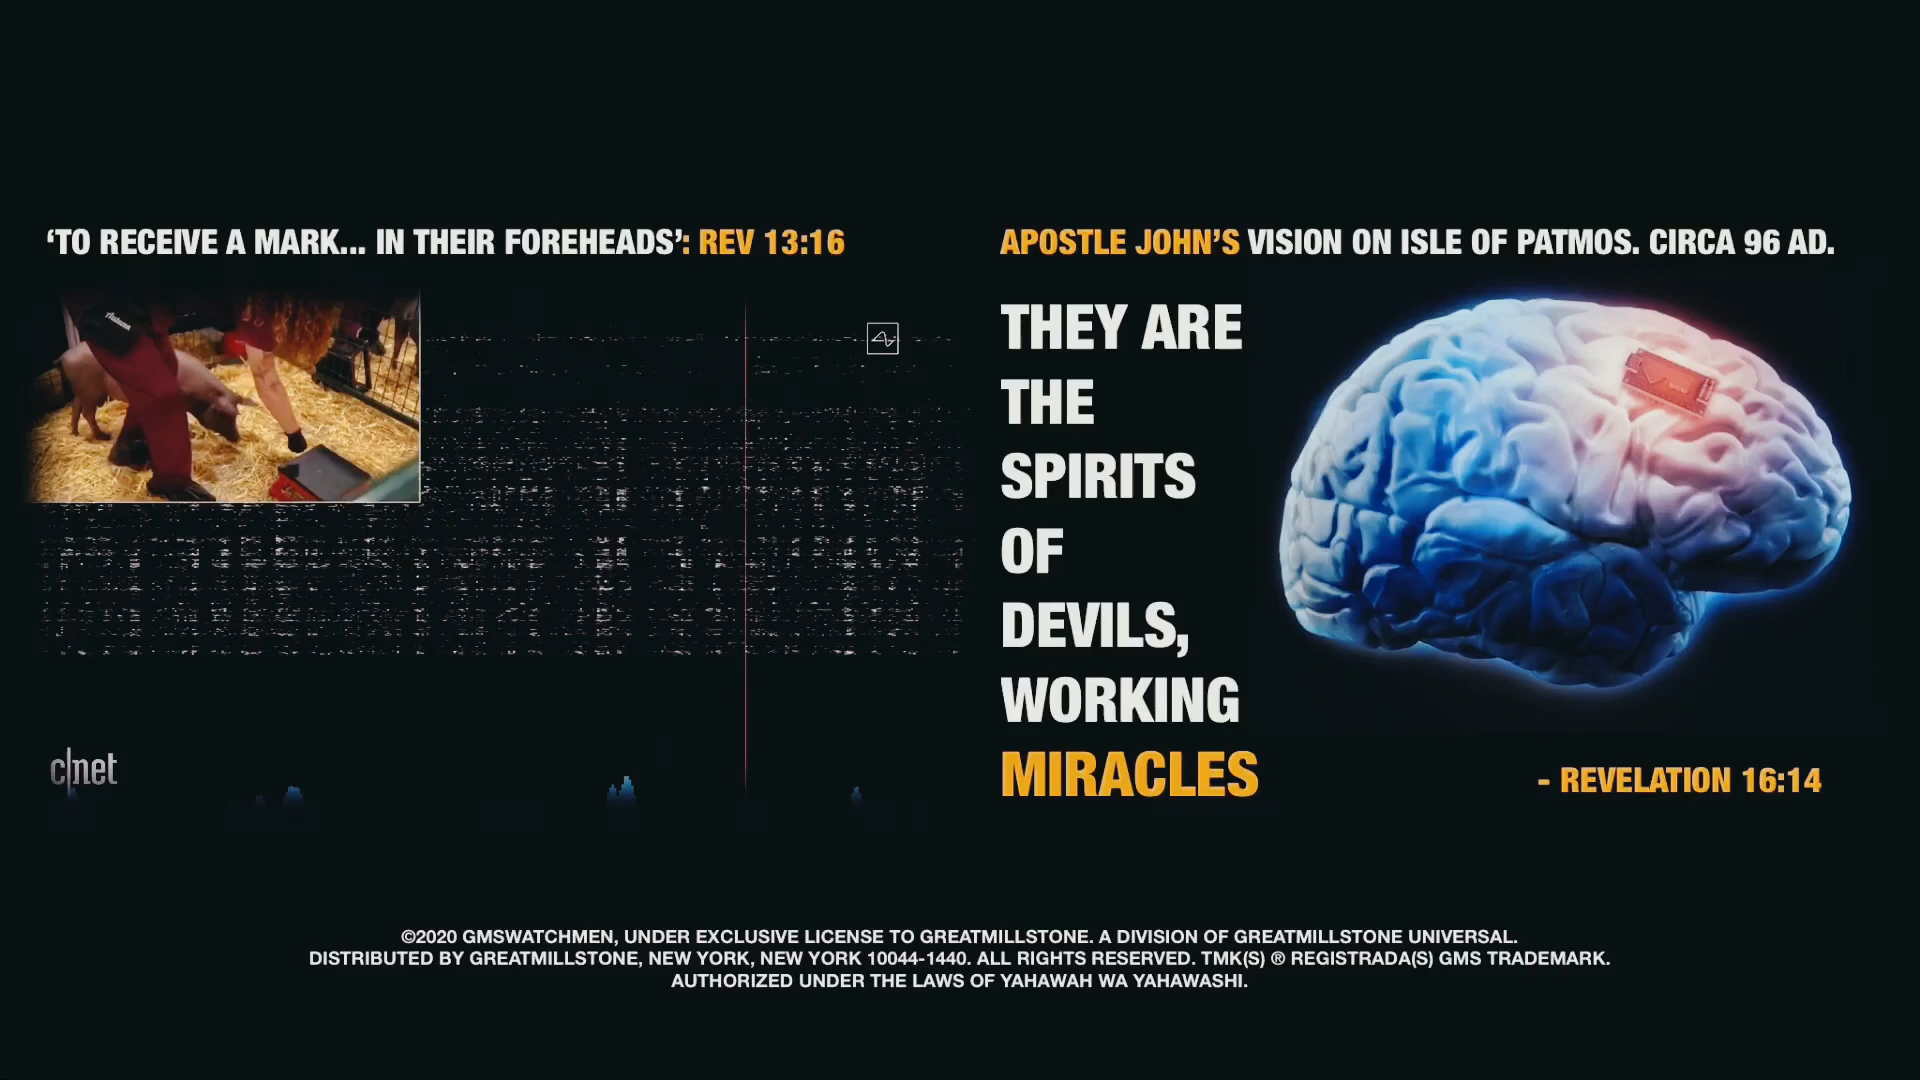 ‘TO RECEIVE A MARK... IN THEIR FOREHEADS’: REV 13:16
APOSTLE JOHN’S VISION ON ISLE OF PATMOS. CIRCA 96 AD.
THEY ARE
THE
SPIRITS
OF
DEVILS,
WORKING
MIRACLES
- REVELATION 16:14
c|net
©2020 GMSWATCHMEN, UNDER EXCLUSIVE LICENSE TO GREATMILLSTONE. A DIVISION OF GREATMILLSTONE UNIVERSAL.
DISTRIBUTED BY GREATMILLSTONE, NEW YORK, NEW YORK 10044-1440. ALL RIGHTS RESERVED. TMK(S) ® REGISTRADA(S) GMS TRADEMARK.
AUTHORIZED UNDER THE LAWS OF YAHAWAH WA YAHAWASHI.